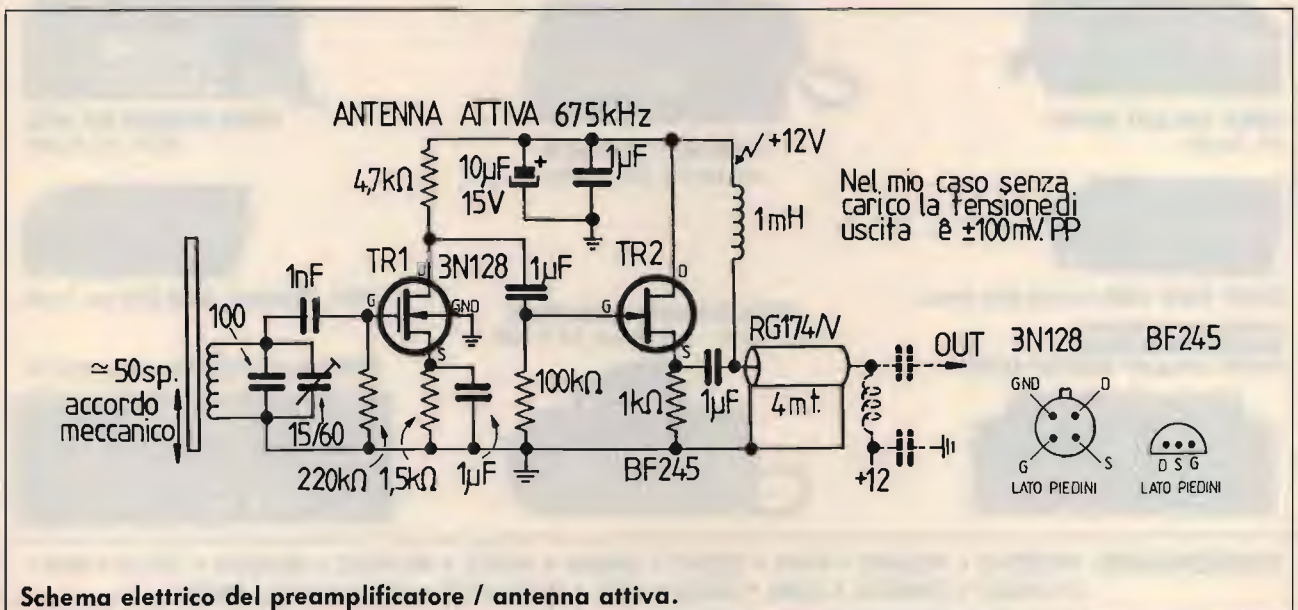 ANTENNA ATTIVA 675kHz
4,7kΩ
10µF
15V
+
1µF
+12V
1mH
Nel mio caso senza
carico la tensione di
uscita è ±100mV. PP
TR1
3N128
D
G
GND
S
1nF
100
≃50sp.
accordo
meccanico
15/60
220kΩ
1,5kΩ
1µF
1µF
100kΩ
TR2
D
G
S
1kΩ
BF245
1µF
RG174/V
4mt.
OUT
+12
3N128
GND
D
G
S
LATO PIEDINI
BF245
D S G
LATO PIEDINI
Schema elettrico del preamplificatore / antenna attiva.